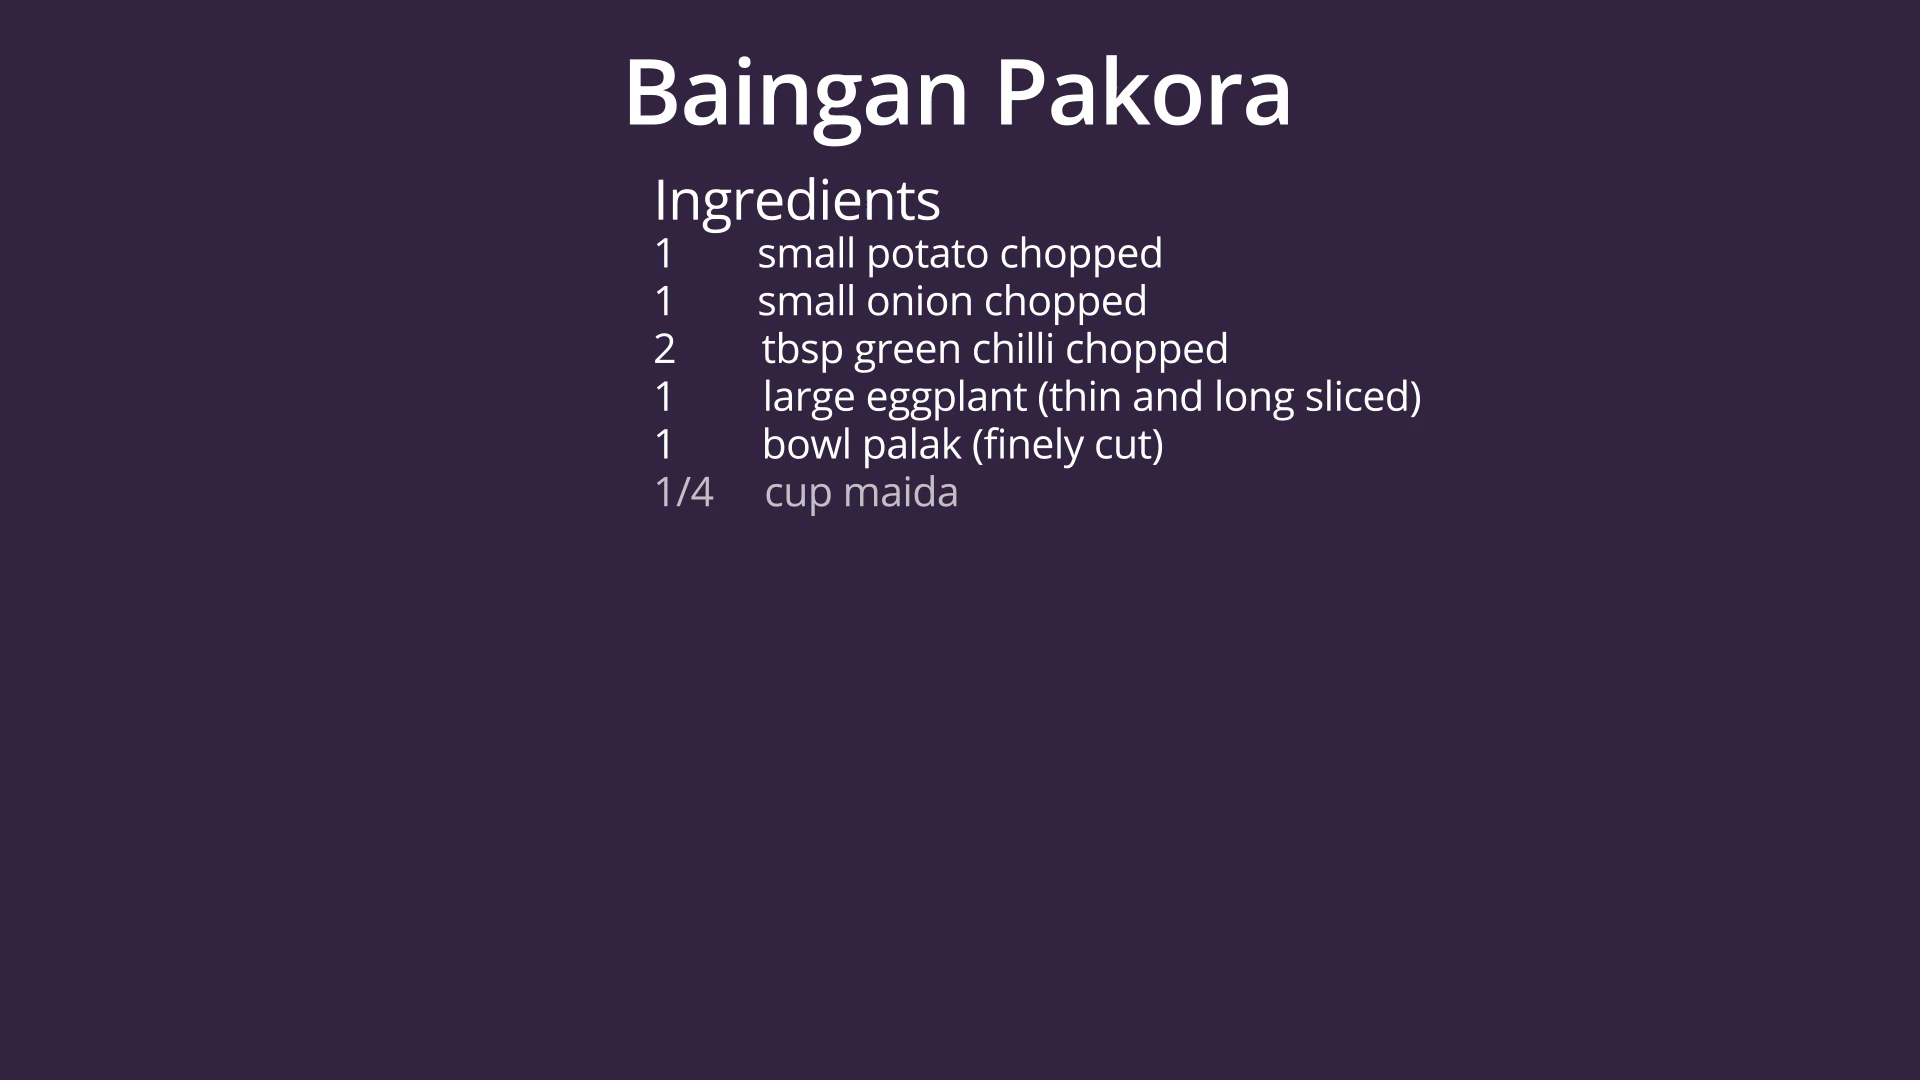 Baingan Pakora
Ingredients
1 small potato chopped
1 small onion chopped
2 tbsp green chilli chopped
1 large eggplant (thin and long sliced)
1 bowl palak (finely cut)
1/4 cup maida